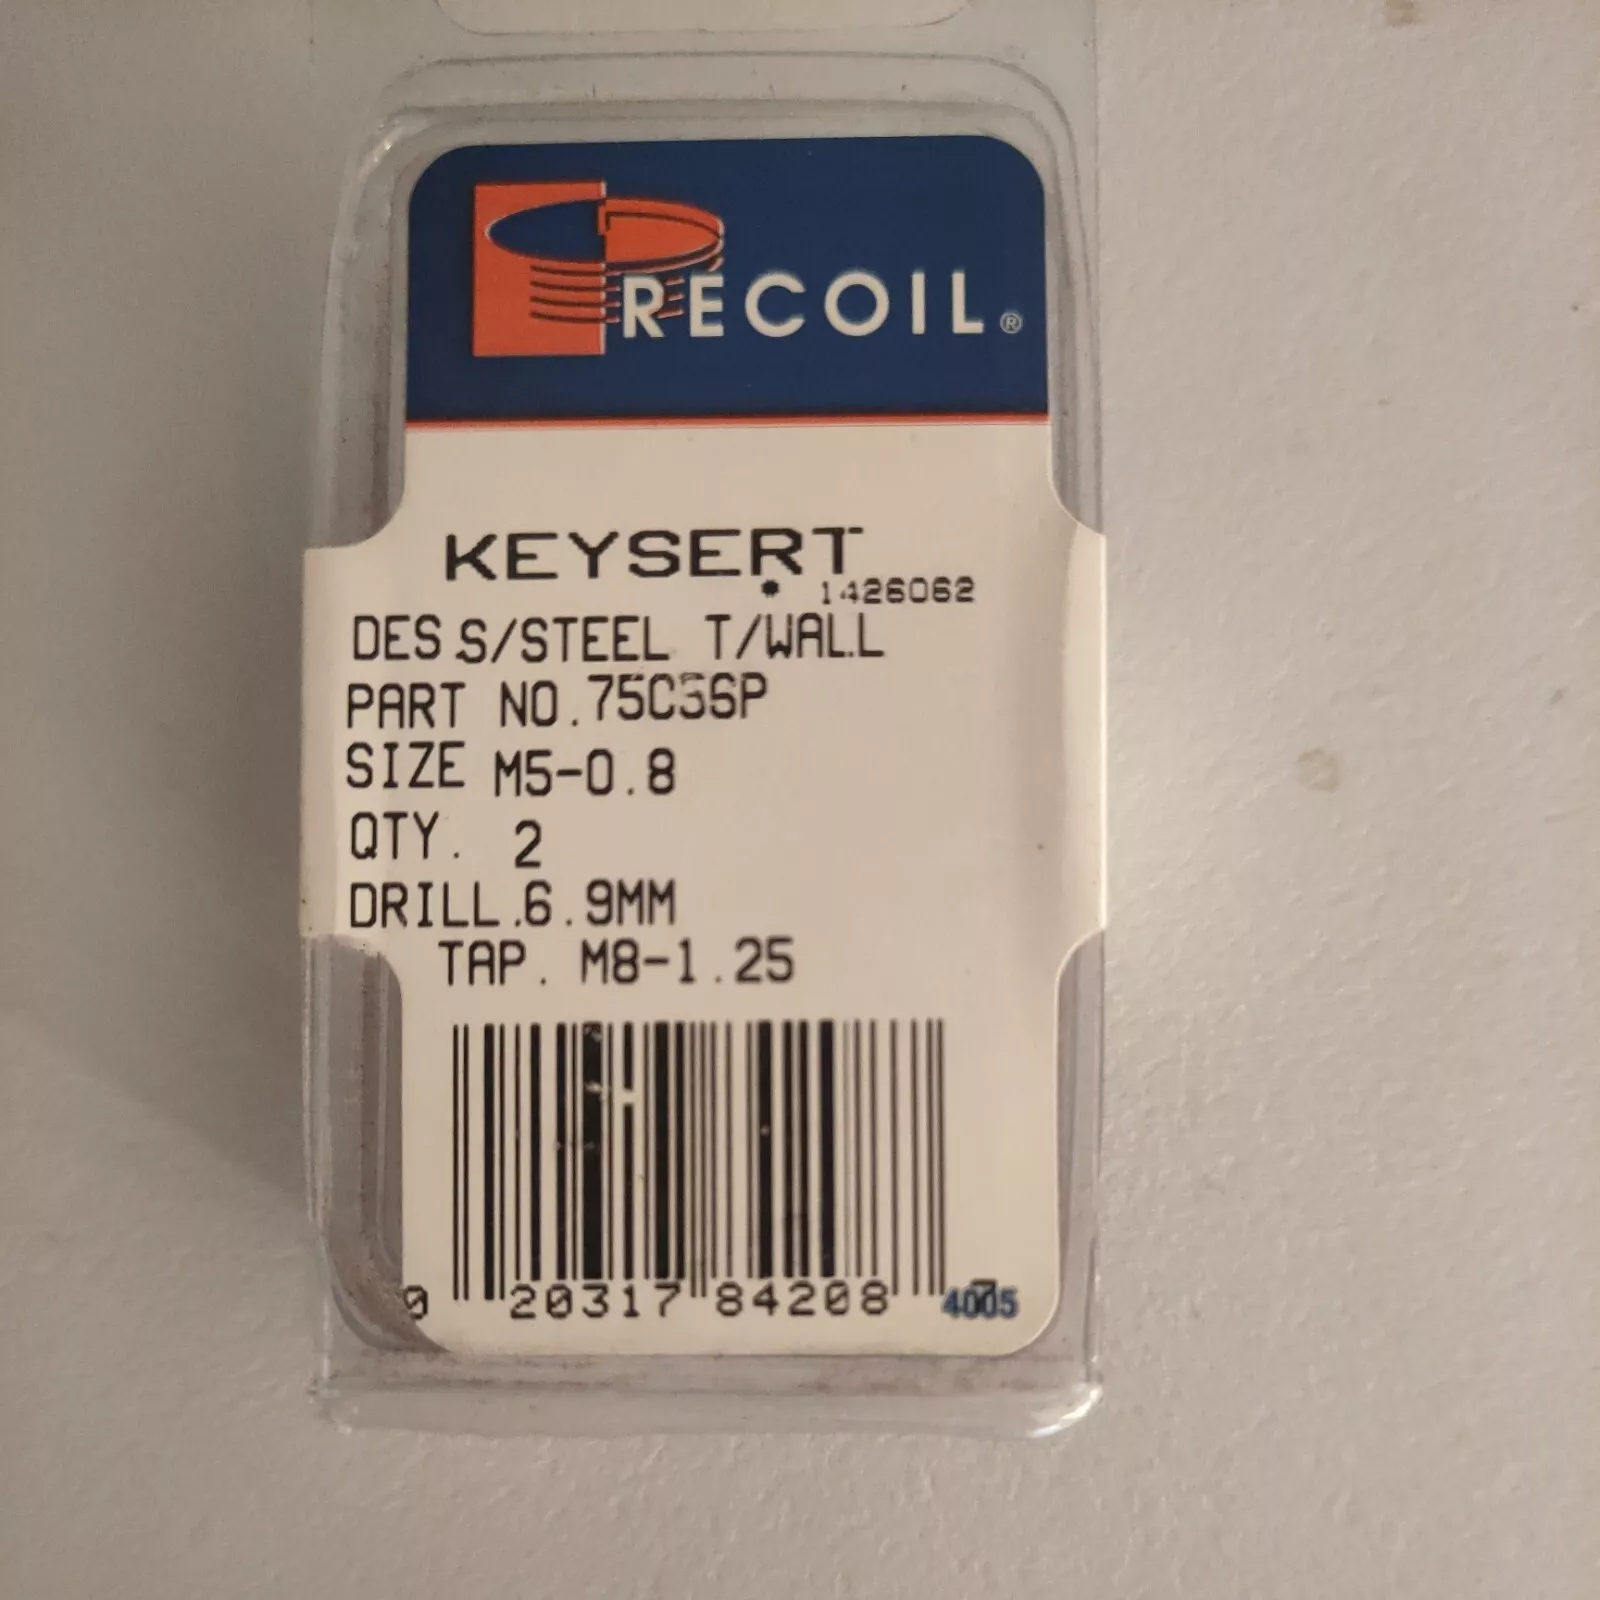 RECOIL®
KEYSERT
1426062
DES S/STEEL T/WALL
PART NO. 75C3SP
SIZE M5-0.8
QTY. 2
DRILL. 6.9MM
TAP. M8-1.25
0 20317 84208 7
4005